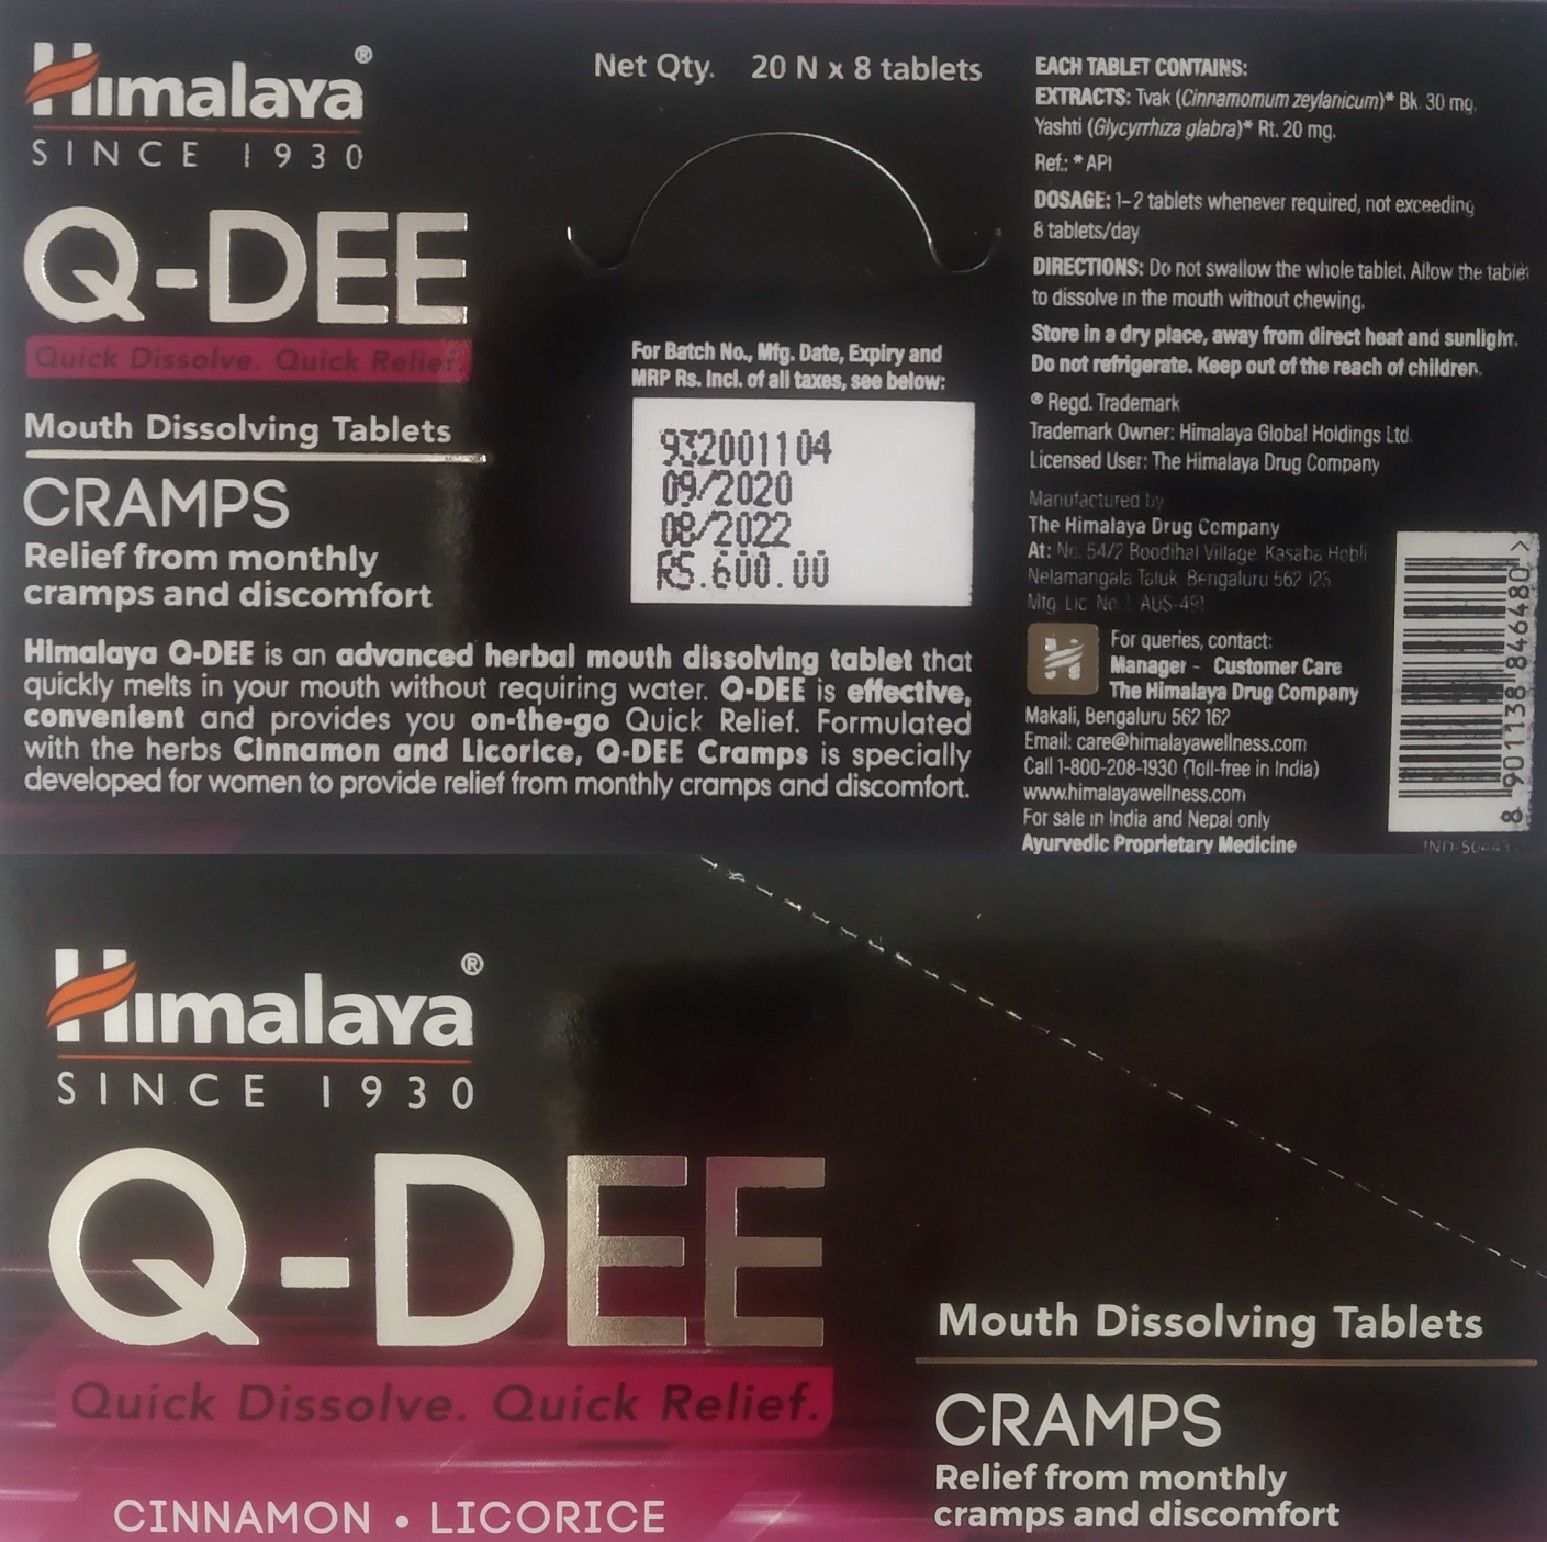 Himalaya®
SINCE 1930
Q-DEE
Quick Dissolve. Quick Relief.
Mouth Dissolving Tablets
CRAMPS
Relief from monthly
cramps and discomfort
Net Qty. 20 N x 8 tablets
For Batch No., Mfg. Date, Expiry and
MRP Rs. Incl. of all taxes, see below:
932001104
09/2020
08/2022
RS.600.00
Himalaya Q-DEE is an advanced herbal mouth dissolving tablet that
quickly melts in your mouth without requiring water. Q-DEE is effective,
convenient and provides you on-the-go Quick Relief. Formulated
with the herbs Cinnamon and Licorice, Q-DEE Cramps is specially
developed for women to provide relief from monthly cramps and discomfort.
EACH TABLET CONTAINS:
EXTRACTS: Tvak (Cinnamomum zeylanicum)* Bk. 30 mg.
Yashti (Glycyrrhiza glabra)* Rt. 20 mg.
Ref.: * API
DOSAGE: 1–2 tablets whenever required, not exceeding
8 tablets/day
DIRECTIONS: Do not swallow the whole tablet. Allow the tablet
to dissolve in the mouth without chewing.
Store in a dry place, away from direct heat and sunlight.
Do not refrigerate. Keep out of the reach of children.
® Regd. Trademark
Trademark Owner: Himalaya Global Holdings Ltd.
Licensed User: The Himalaya Drug Company
Manufactured by
The Himalaya Drug Company
At: No. 54/2 Boodihal Village Kasaba Hobli
Nelamangala Taluk Bengaluru 562 123
Mfg. Lic. No.: AUS-491
For queries, contact:
Manager - Customer Care
The Himalaya Drug Company
Makali, Bengaluru 562 162
Email: care@himalayawellness.com
Call 1-800-208-1930 (Toll-free in India)
www.himalayawellness.com
For sale in India and Nepal only
Ayurvedic Proprietary Medicine
8 901138 846480 >
Himalaya®
SINCE 1930
Q-DEE
Quick Dissolve. Quick Relief.
CINNAMON • LICORICE
Mouth Dissolving Tablets
CRAMPS
Relief from monthly
cramps and discomfort